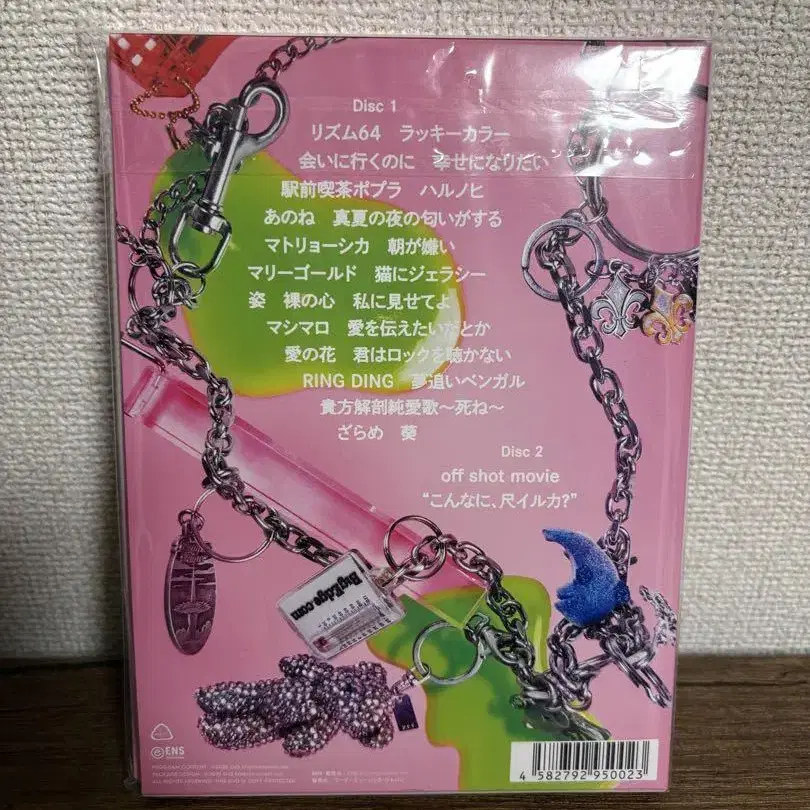 Disc 1
リズム64　ラッキーカラー
会いに行くのに　幸せになりたい
駅前喫茶ポプラ　ハルノヒ
あのね　真夏の夜の匂いがする
マトリョーシカ　朝が嫌い
マリーゴールド　猫にジェラシー
姿　裸の心　私に見せてよ
マシマロ　愛を伝えたいだとか
愛の花　君はロックを聴かない
RING DING　夢追いベンガル
貴方解剖純愛歌～死ね～
ざらめ　葵
Disc 2
off shot movie
“こんなに、尺イル力?”
BigEdge.com
ENS
4 582792 950023